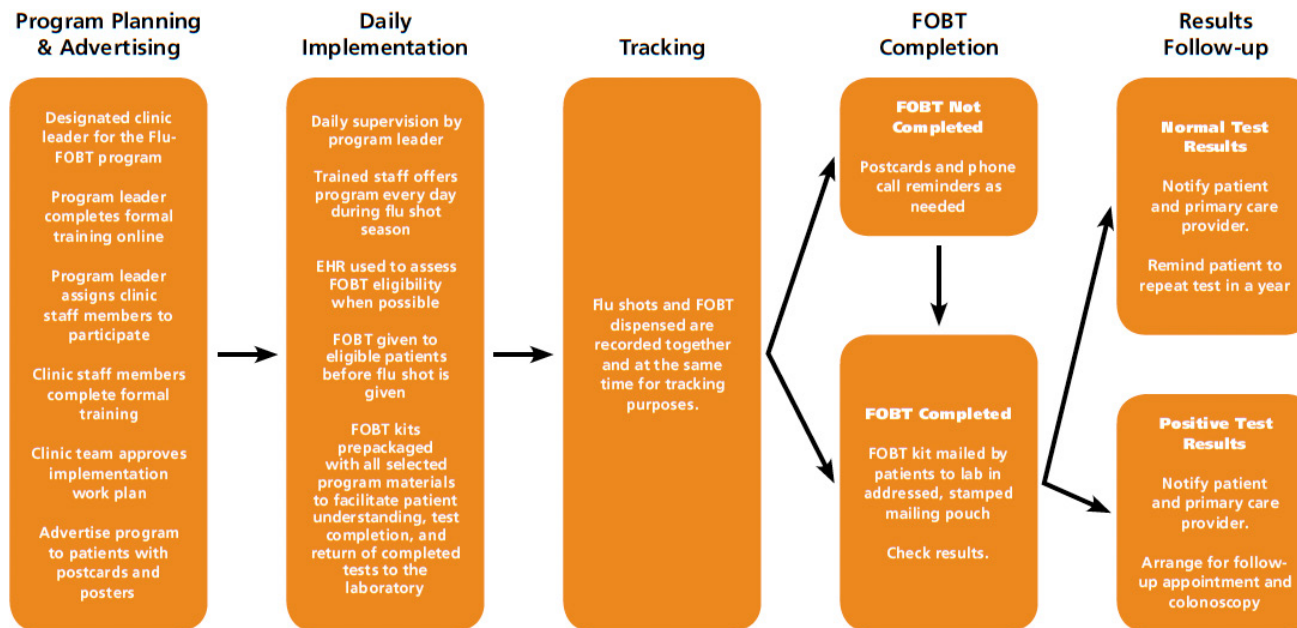 Program Planning
& Advertising
Designated clinic
leader for the Flu-
FOBT program
Program leader
completes formal
training online
Program leader
assigns clinic
staff members to
participate
Clinic staff members
complete formal
training
Clinic team approves
implementation
work plan
Advertise program
to patients with
postcards and
posters
Daily
Implementation
Daily supervision by
program leader
Trained staff offers
program every day
during flu shot
season
EHR used to assess
FOBT eligibility
when possible
FOBT given to
eligible patients
before flu shot is
given
FOBT kits
prepackaged
with all selected
program materials
to facilitate patient
understanding, test
completion, and
return of completed
tests to the
laboratory
Tracking
Flu shots and FOBT
dispensed are
recorded together
and at the same
time for tracking
purposes.
FOBT
Completion
FOBT Not
Completed
Postcards and phone
call reminders as
needed
FOBT Completed
FOBT kit mailed by
patients to lab in
addressed, stamped
mailing pouch
Check results.
Results
Follow-up
Normal Test
Results
Notify patient
and primary care
provider.
Remind patient to
repeat test in a year
Positive Test
Results
Notify patient
and primary care
provider.
Arrange for follow-
up appointment and
colonoscopy